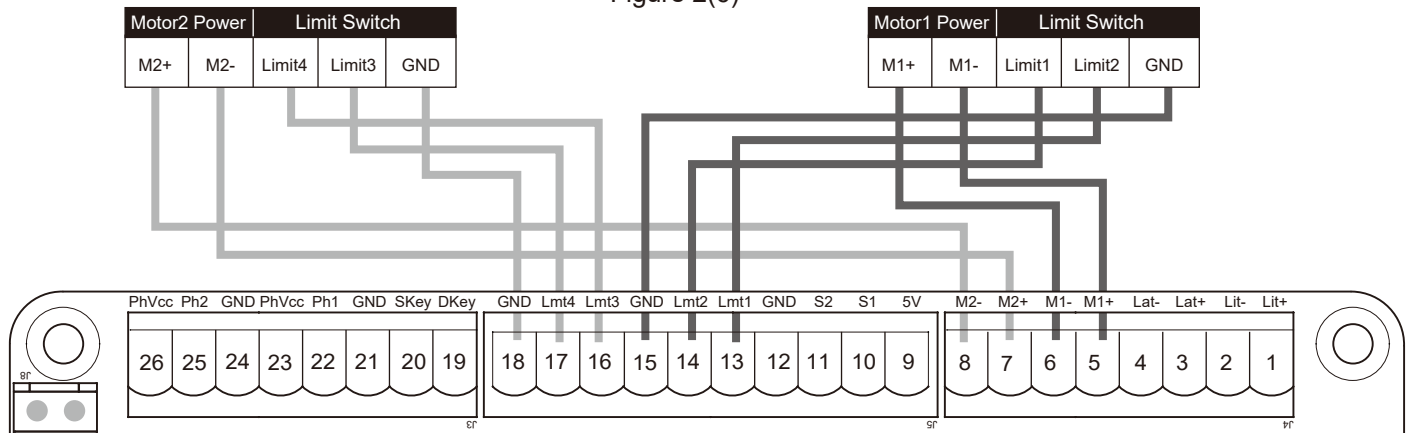 Motor2 Power Limit Switch
M2+ M2- Limit4 Limit3 GND
Motor1 Power Limit Switch
M1+ M1- Limit1 Limit2 GND
PhVcc Ph2 GND PhVcc Ph1 GND SKey DKey
26 25 24 23 22 21 20 19
J3
GND Lmt4 Lmt3 GND Lmt2 Lmt1 GND S2 S1 5V
18 17 16 15 14 13 12 11 10 9
J5
M2- M2+ M1- M1+ Lat- Lat+ Lit- Lit+
8 7 6 5 4 3 2 1
J4
J8